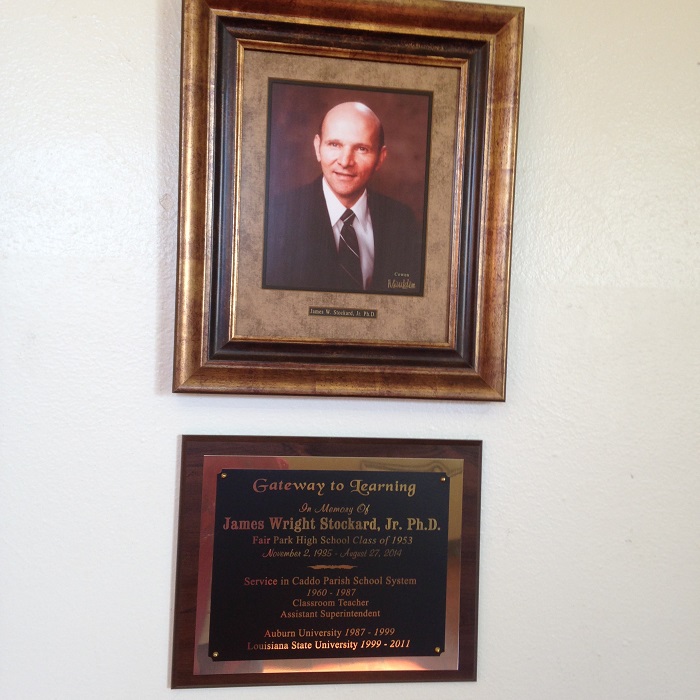 James W. Stockard, Jr. Ph.D.
Gateway to Learning
In Memory Of
James Wright Stockard, Jr. Ph.D.
Fair Park High School Class of 1953
November 2, 1935 - August 27, 2014
Service in Caddo Parish School System
1960 - 1987
Classroom Teacher
Assistant Superintendent
Auburn University 1987 - 1999
Louisiana State University 1999 - 2011